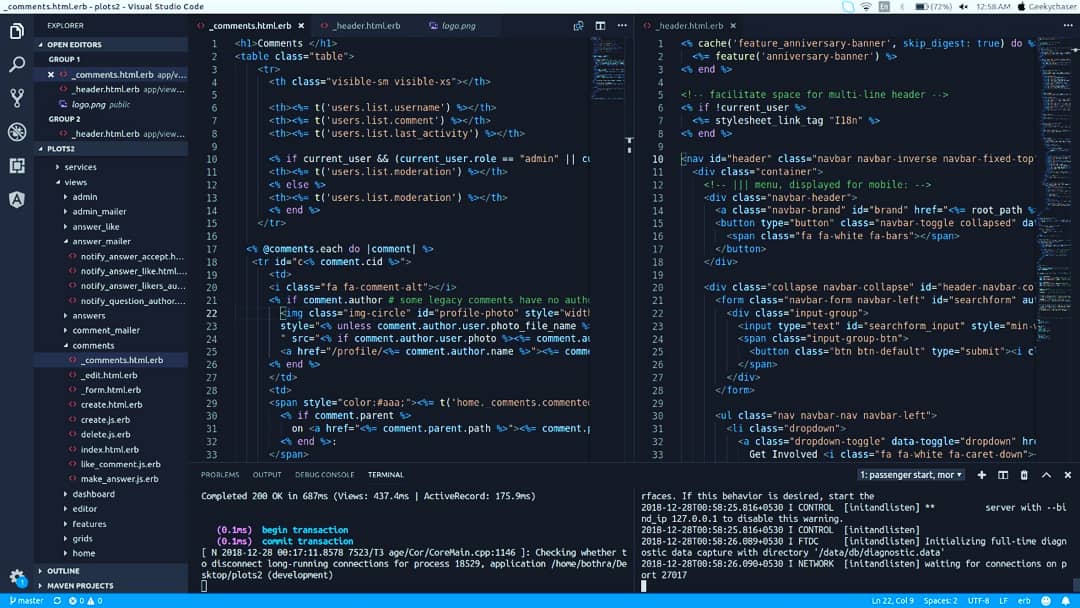 _comments.html.erb - plots2 - Visual Studio Code
En
(72%)
12:58 AM
Geekychaser
EXPLORER
OPEN EDITORS
GROUP 1
_comments.html.erb app/v...
_header.html.erb app/view...
logo.png public
GROUP 2
_header.html.erb app/view...
PLOTS2
services
views
admin
admin_mailer
answer_like
answer_mailer
notify_answer_accept.h...
notify_answer_like.html....
notify_answer_likers_au...
notify_question_author....
answers
comment_mailer
comments
_comments.html.erb
_edit.html.erb
_form.html.erb
create.html.erb
create.js.erb
delete.js.erb
index.html.erb
like_comment.js.erb
make_answer.js.erb
dashboard
editor
features
grids
home
OUTLINE
MAVEN PROJECTS
_comments.html.erb
_header.html.erb
logo.png
1 <h1>Comments </h1>
2 <table class="table">
3 <tr>
4 <th class="visible-sm visible-xs"></th>
5
6 <th><%= t('users.list.username') %></th>
7 <th><%= t('users.list.comment') %></th>
8 <th><%= t('users.list.last_activity') %></th>
9
10 <% if current_user && (current_user.role == "admin" || cu
11 <th><%= t('users.list.moderation') %></th>
12 <% else %>
13 <th><%= t('users.list.moderation') %></th>
14 <% end %>
15 </tr>
16
17 <% @comments.each do |comment| %>
18 <tr id="c<% comment.cid %>">
19 <td>
20 <i class="fa fa-comment-alt"></i>
21 <% if comment.author # some legacy comments have no auth
22 <img class="img-circle" id="profile-photo" style="widt
23 style="<% unless comment.author.user.photo_file_name %
24 " src="<% if comment.author.user.photo %><%= comment.au
25 <a href="/profile/<%= comment.author.name %>"><%= comm
26 <% end %>
27 </td>
28 <td>
29 <span style="color:#aaa;"><%= t('home._comments.commented
30 <% if comment.parent %>
31 on <a href="<%= comment.parent.path %>"><%= comment.p
32 <% end %>:
33 </span>
_header.html.erb
1 <% cache('feature_anniversary-banner', skip_digest: true) do %
2 <%= feature('anniversary-banner') %>
3 <% end %>
4
5 <!-- facilitate space for multi-line header -->
6 <% if !current_user %>
7 <%= stylesheet_link_tag "I18n" %>
8 <% end %>
9
10 <nav id="header" class="navbar navbar-inverse navbar-fixed-top
11 <div class="container">
12 <!-- ||| menu, displayed for mobile: -->
13 <div class="navbar-header">
14 <a class="navbar-brand" id="brand" href="<%= root_path %
15 <button type="button" class="navbar-toggle collapsed" dat
16 <span class="fa fa-white fa-bars"></span>
17 </button>
18 </div>
19
20 <div class="collapse navbar-collapse" id="header-navbar-co
21 <form class="navbar-form navbar-left" id="searchform" aut
22 <div class="input-group">
23 <input type="text" id="searchform_input" style="min-w
24 <span class="input-group-btn">
25 <button class="btn btn-default" type="submit"><i c
26 </span>
27 </div>
28 </form>
29
30 <ul class="nav navbar-nav navbar-left">
31 <li class="dropdown">
32 <a class="dropdown-toggle" data-toggle="dropdown" hr
33 Get Involved <i class="fa fa-white fa-caret-down">
PROBLEMS OUTPUT DEBUG CONSOLE TERMINAL
1: passenger start, mor
Completed 200 OK in 687ms (Views: 437.4ms | ActiveRecord: 175.9ms)
(0.1ms) begin transaction
(0.1ms) commit transaction
[ N 2018-12-28 00:17:11.8578 7523/T3 age/Cor/CoreMain.cpp:1146 ]: Checking whether t
o disconnect long-running connections for process 18529, application /home/bothra/De
sktop/plots2 (development)
rfaces. If this behavior is desired, start the
2018-12-28T00:58:25.816+0530 I CONTROL [initandlisten] ** server with --bi
nd_ip 127.0.0.1 to disable this warning.
2018-12-28T00:58:25.816+0530 I CONTROL [initandlisten]
2018-12-28T00:58:26.089+0530 I FTDC [initandlisten] Initializing full-time diagn
ostic data capture with directory '/data/db/diagnostic.data'
2018-12-28T00:58:26.090+0530 I NETWORK [initandlisten] waiting for connections on p
ort 27017
master 0 0
Ln 22, Col 9 Spaces: 2 UTF-8 LF erb